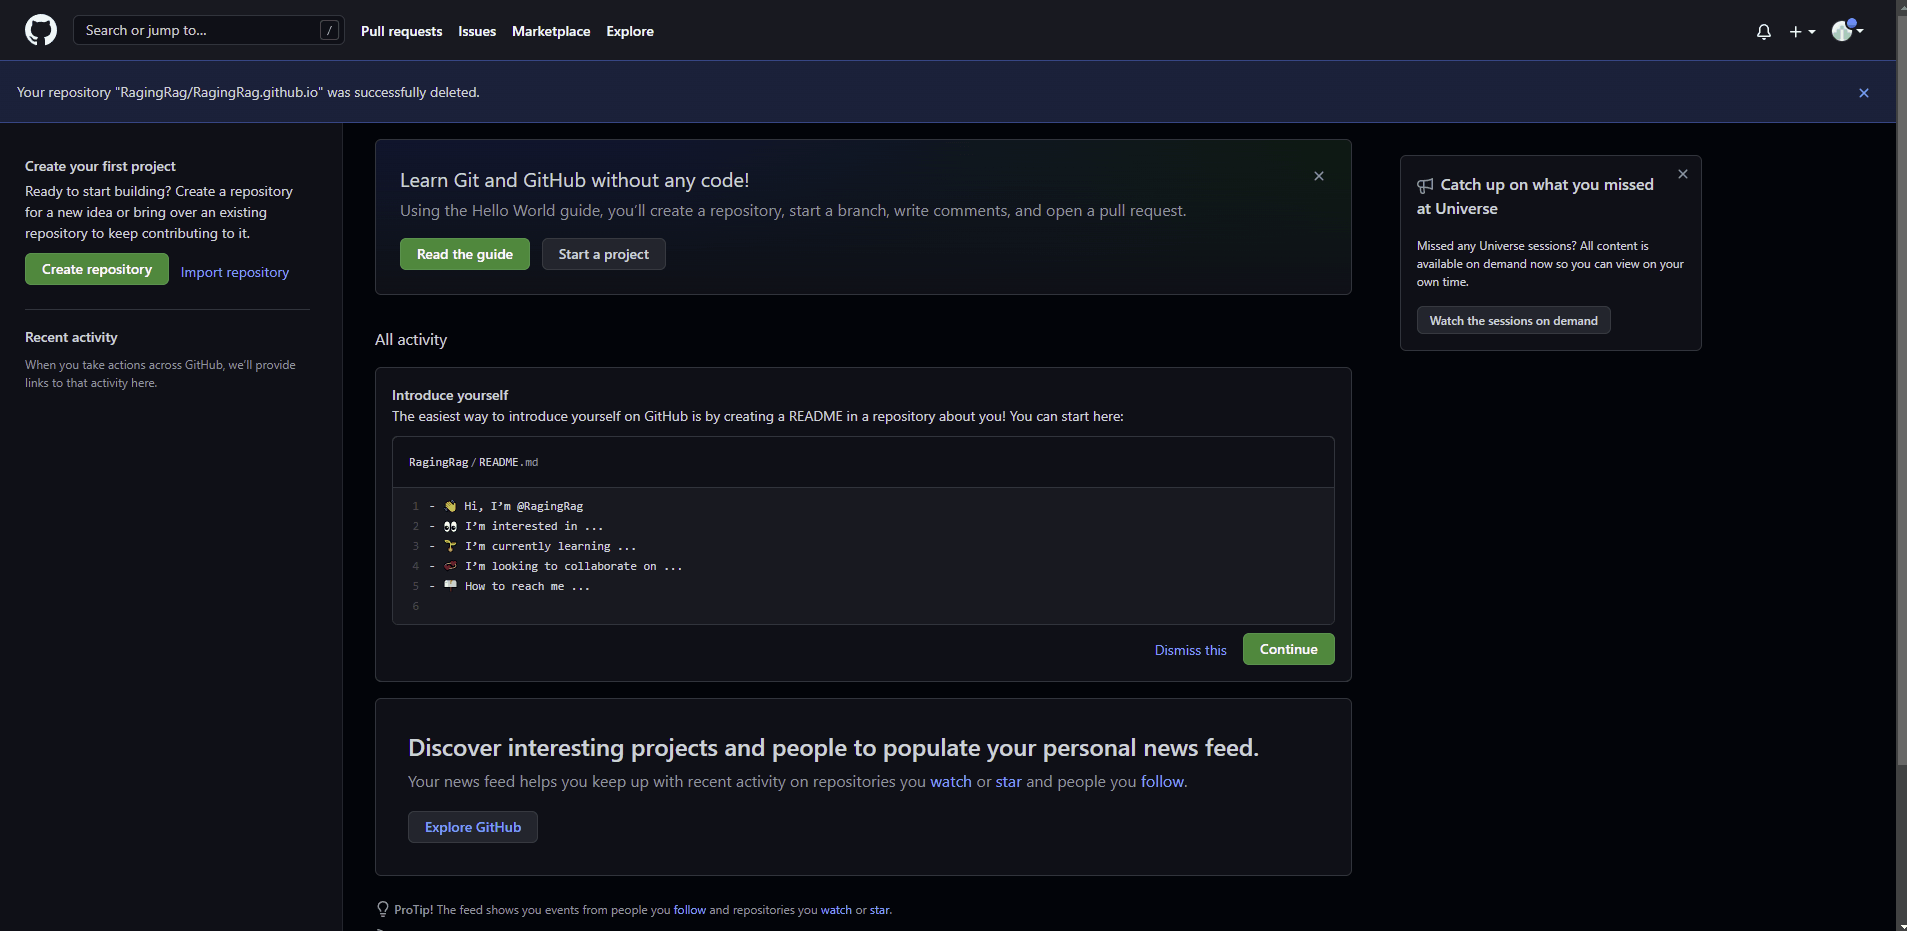 Search or jump to...
/
Pull requests
Issues
Marketplace
Explore
Your repository "RagingRag/RagingRag.github.io" was successfully deleted.
Create your first project
Ready to start building? Create a repository
for a new idea or bring over an existing
repository to keep contributing to it.
Create repository
Import repository
Recent activity
When you take actions across GitHub, we’ll provide
links to that activity here.
Learn Git and GitHub without any code!
Using the Hello World guide, you’ll create a repository, start a branch, write comments, and open a pull request.
Read the guide
Start a project
All activity
Introduce yourself
The easiest way to introduce yourself on GitHub is by creating a README in a repository about you! You can start here:
RagingRag/README.md
1 - 👋 Hi, I’m @RagingRag
2 - 👀 I’m interested in ...
3 - 🌱 I’m currently learning ...
4 - 💞️ I’m looking to collaborate on ...
5 - 📫 How to reach me ...
6
Dismiss this
Continue
Discover interesting projects and people to populate your personal news feed.
Your news feed helps you keep up with recent activity on repositories you watch or star and people you follow.
Explore GitHub
ProTip! The feed shows you events from people you follow and repositories you watch or star.
Catch up on what you missed
at Universe
Missed any Universe sessions? All content is
available on demand now so you can view on your
own time.
Watch the sessions on demand